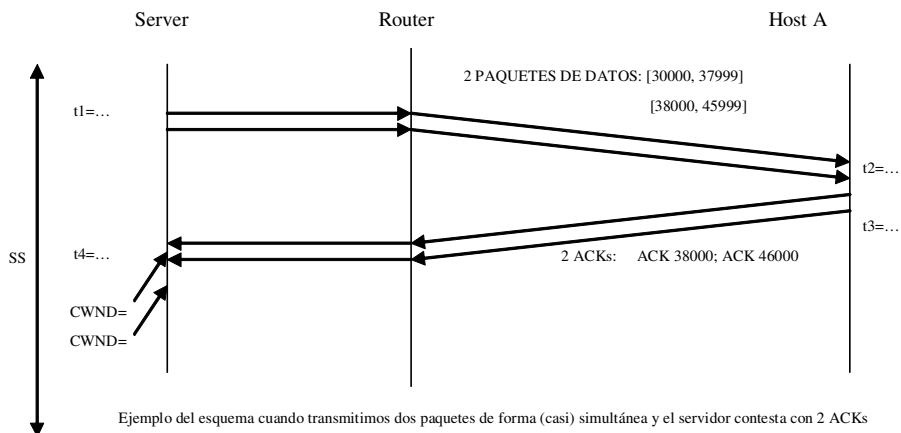 Server Router Host A
2 PAQUETES DE DATOS: [30000, 37999]
[38000, 45999]
t1=…
t2=…
t3=…
SS
t4=…
2 ACKs: ACK 38000; ACK 46000
CWND=
CWND=
Ejemplo del esquema cuando transmitimos dos paquetes de forma (casi) simultánea y el servidor contesta con 2 ACKs